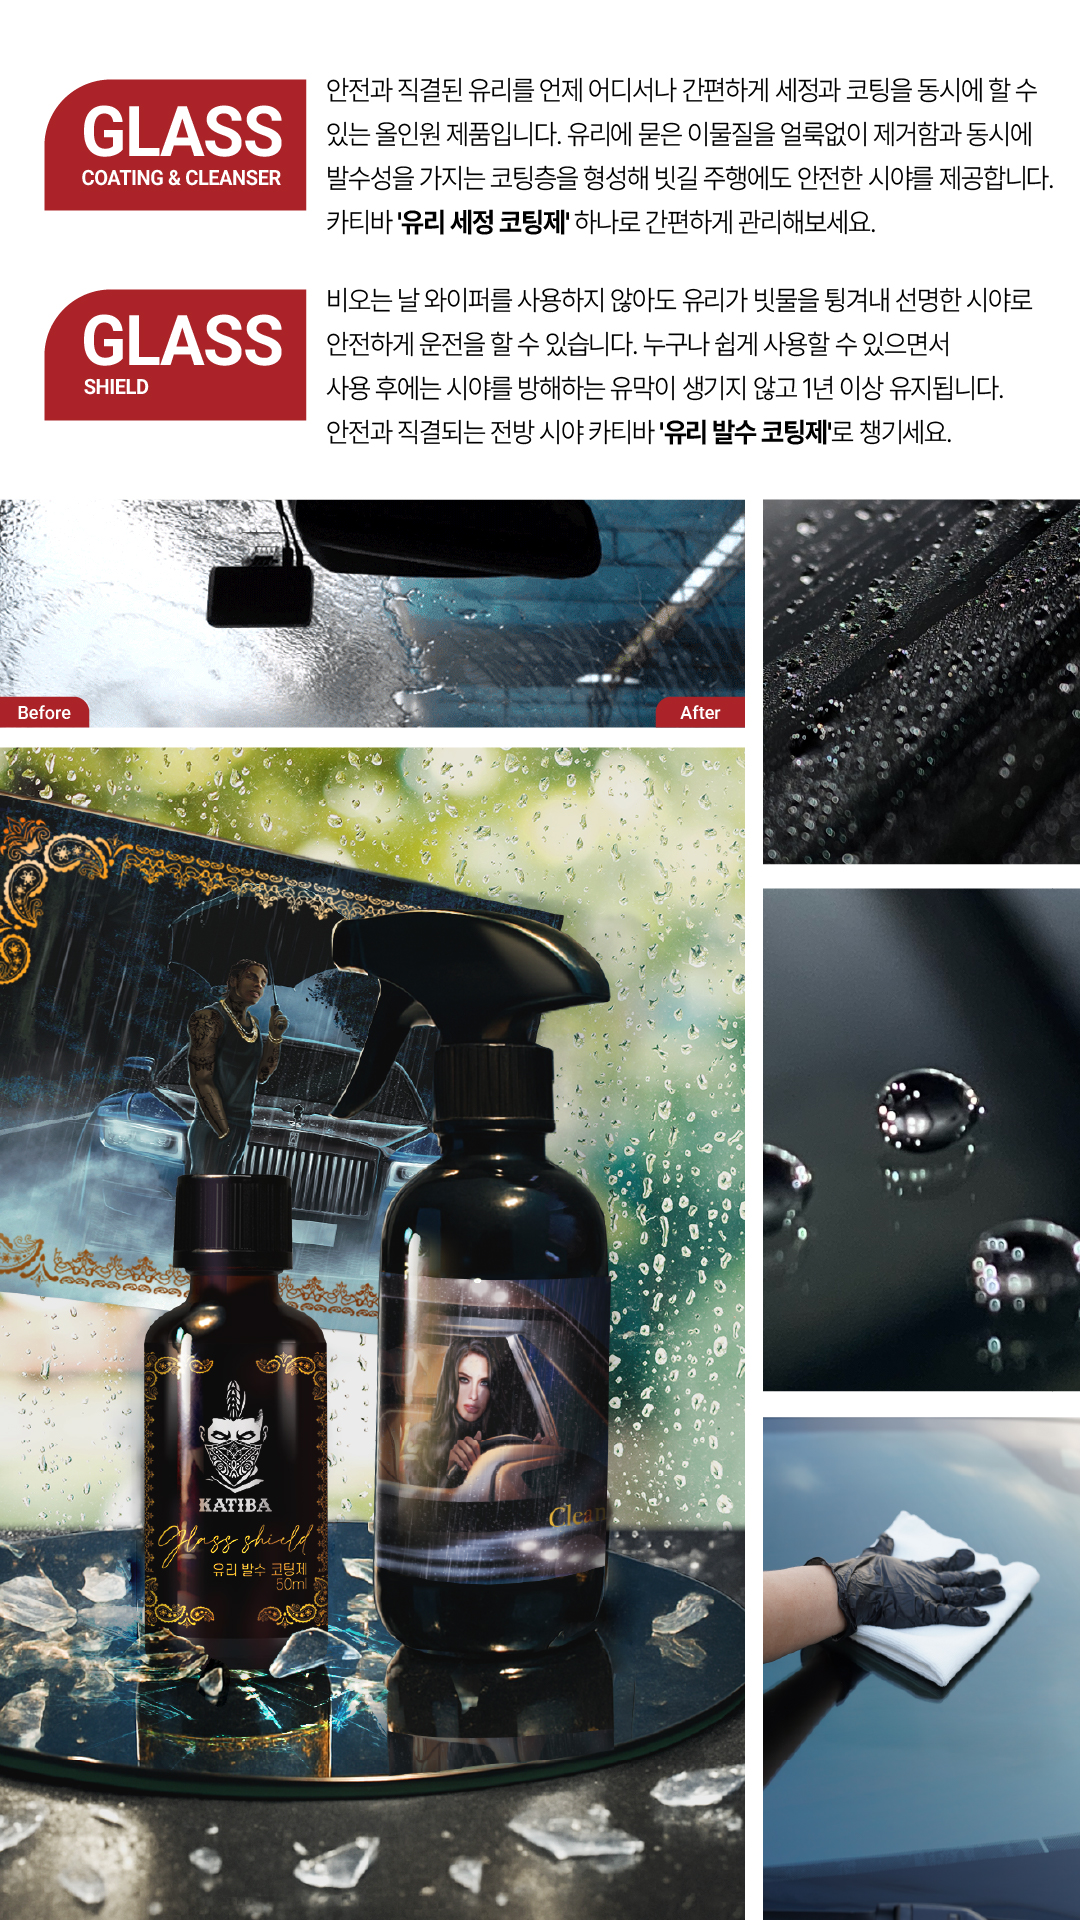 GLASS
COATING & CLEANSER
안전과 직결된 유리를 언제 어디서나 간편하게 세정과 코팅을 동시에 할 수
있는 올인원 제품입니다. 유리에 묻은 이물질을 얼룩없이 제거함과 동시에
발수성을 가지는 코팅층을 형성해 빗길 주행에도 안전한 시야를 제공합니다.
카티바 '유리 세정 코팅제' 하나로 간편하게 관리해보세요.
GLASS
SHIELD
비오는 날 와이퍼를 사용하지 않아도 유리가 빗물을 튕겨내 선명한 시야로
안전하게 운전을 할 수 있습니다. 누구나 쉽게 사용할 수 있으면서
사용 후에는 시야를 방해하는 유막이 생기지 않고 1년 이상 유지됩니다.
안전과 직결되는 전방 시야 카티바 '유리 발수 코팅제'로 챙기세요.
Before
After
KATIBA
Glass shield
유리 발수 코팅제
50ml